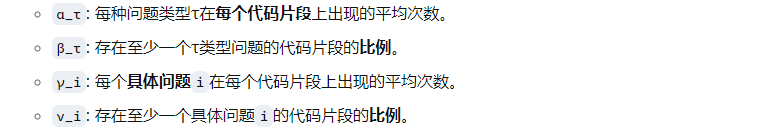 α_τ: 每种问题类型τ在每个代码片段上出现的平均次数。
β_τ: 存在至少一个τ类型问题的代码片段的比例。
γ_i: 每个具体问题 i 在每个代码片段上出现的平均次数。
ν_i: 存在至少一个具体问题 i 的代码片段的比例。